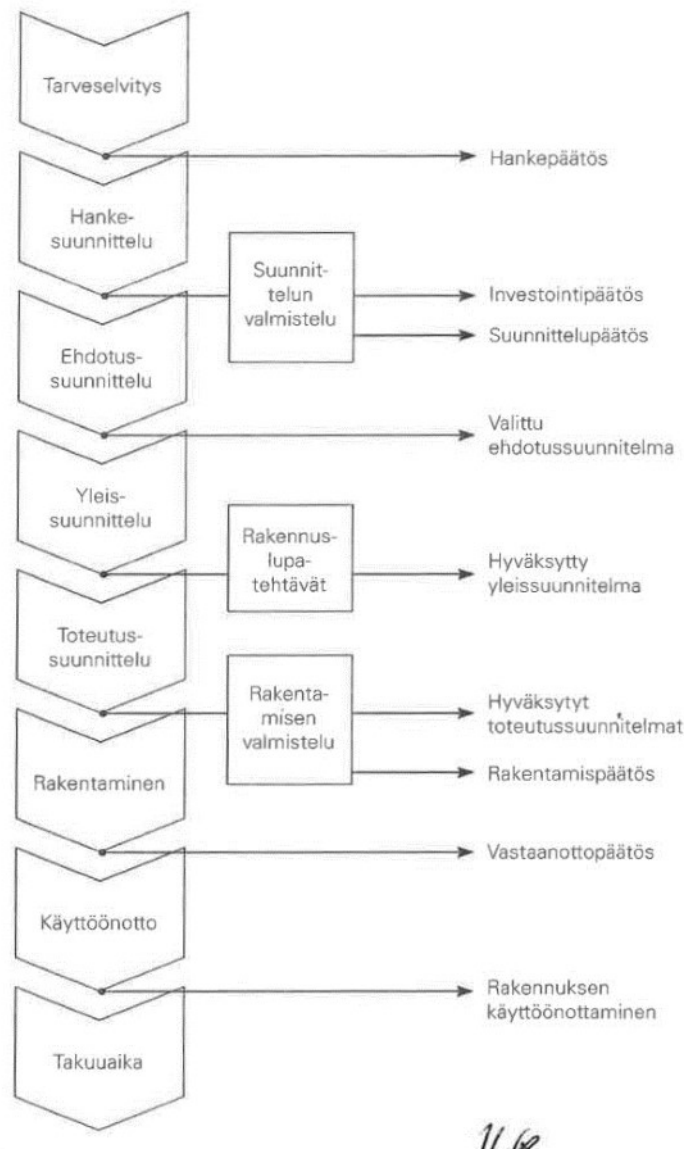 Tarveselvitys
Hankepäätös
Hanke-
suunnittelu
Suunnit-
telun
valmistelu
Investointipäätös
Suunnittelupäätös
Ehdotus-
suunnittelu
Valittu
ehdotussuunnitelma
Yleis-
suunnittelu
Rakennus-
lupa-
tehtävät
Hyväksytty
yleissuunnitelma
Toteutus-
suunnittelu
Rakenta-
misen
valmistelu
Hyväksytyt
toteutussuunnitelmat
Rakentamispäätös
Rakentaminen
Vastaanottopäätös
Käyttöönotto
Rakennuksen
käyttöönottaminen
Takuuaika